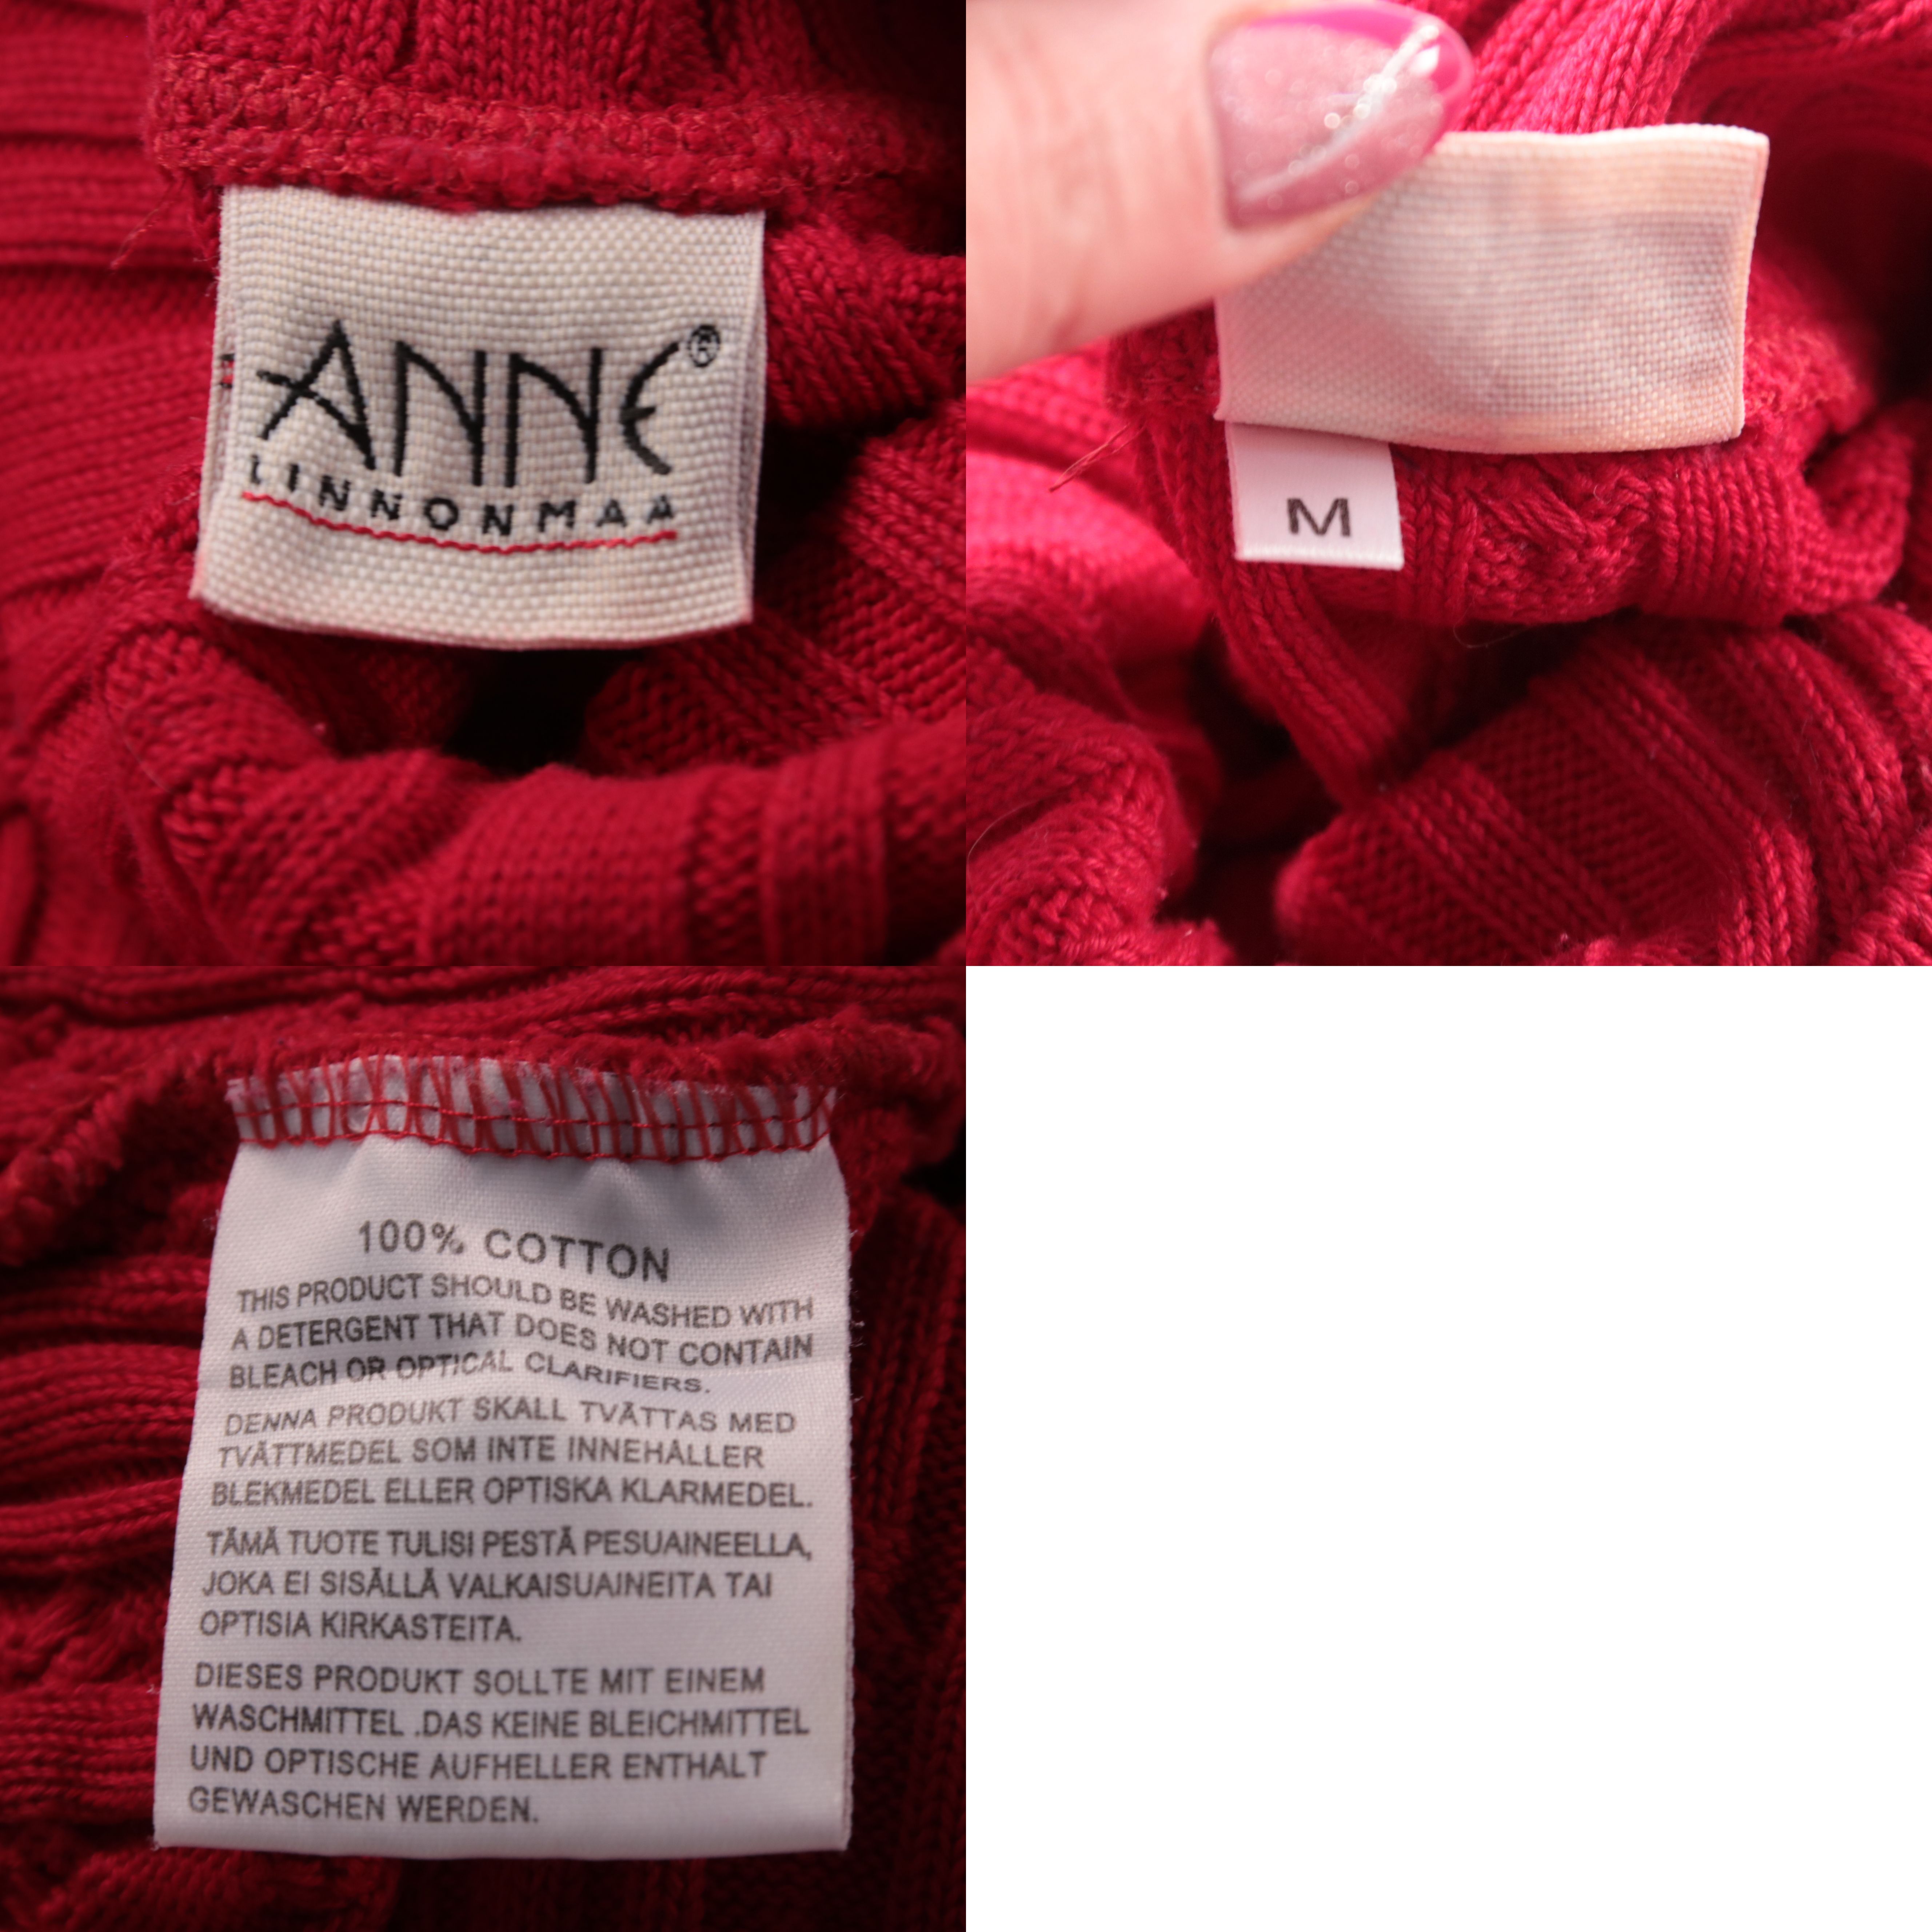 ANNE®
LINNONMAA
M
100% COTTON
THIS PRODUCT SHOULD BE WASHED WITH
A DETERGENT THAT DOES NOT CONTAIN
BLEACH OR OPTICAL CLARIFIERS.
DENNA PRODUKT SKALL TVÄTTAS MED
TVÄTTMEDEL SOM INTE INNEHÅLLER
BLEKMEDEL ELLER OPTISKA KLARMEDEL.
TÄMÄ TUOTE TULISI PESTÄ PESUAINEELLA,
JOKA EI SISÄLLÄ VALKAISUAINEITA TAI
OPTISIA KIRKASTEITA.
DIESES PRODUKT SOLLTE MIT EINEM
WASCHMITTEL .DAS KEINE BLEICHMITTEL
UND OPTISCHE AUFHELLER ENTHALT
GEWASCHEN WERDEN.